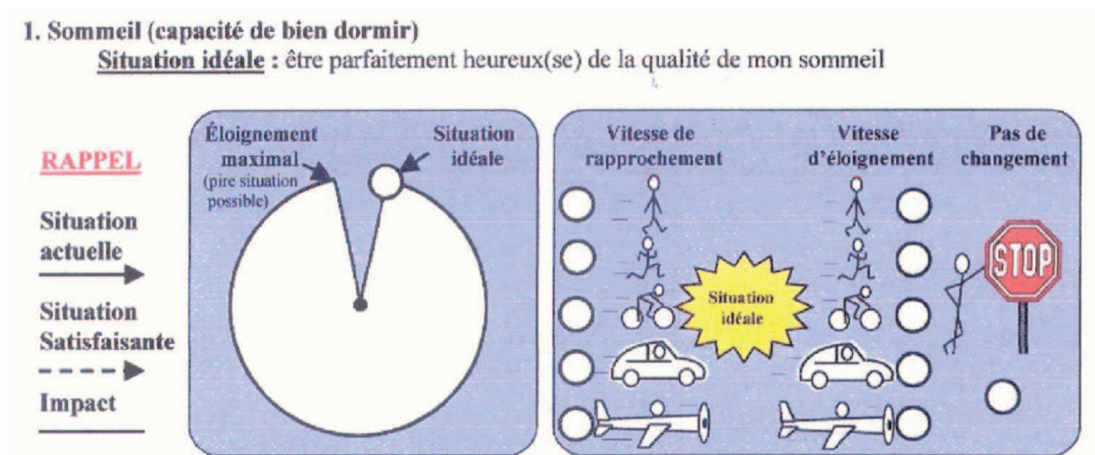 1. Sommeil (capacité de bien dormir)
Situation idéale : être parfaitement heureux(se) de la qualité de mon sommeil
RAPPEL
Situation
actuelle
Situation
Satisfaisante
Impact
Éloignement
maximal
(pire situation
possible)
Situation
idéale
Vitesse de
rapprochement
Vitesse
d'éloignement
Pas de
changement
Situation
idéale
STOP